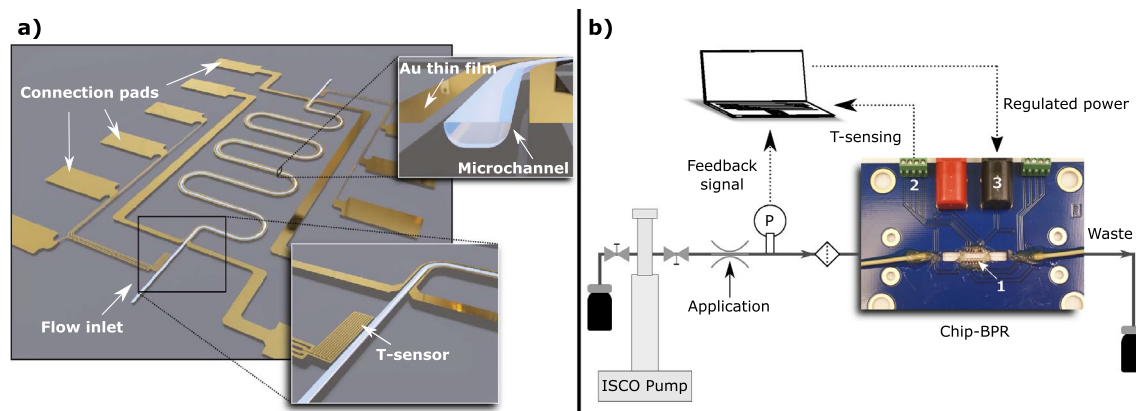 a)
Connection pads
Au thin film
Microchannel
Flow inlet
T-sensor
b)
Regulated power
T-sensing
Feedback
signal
P
2
3
1
Waste
Application
Chip-BPR
ISCO Pump